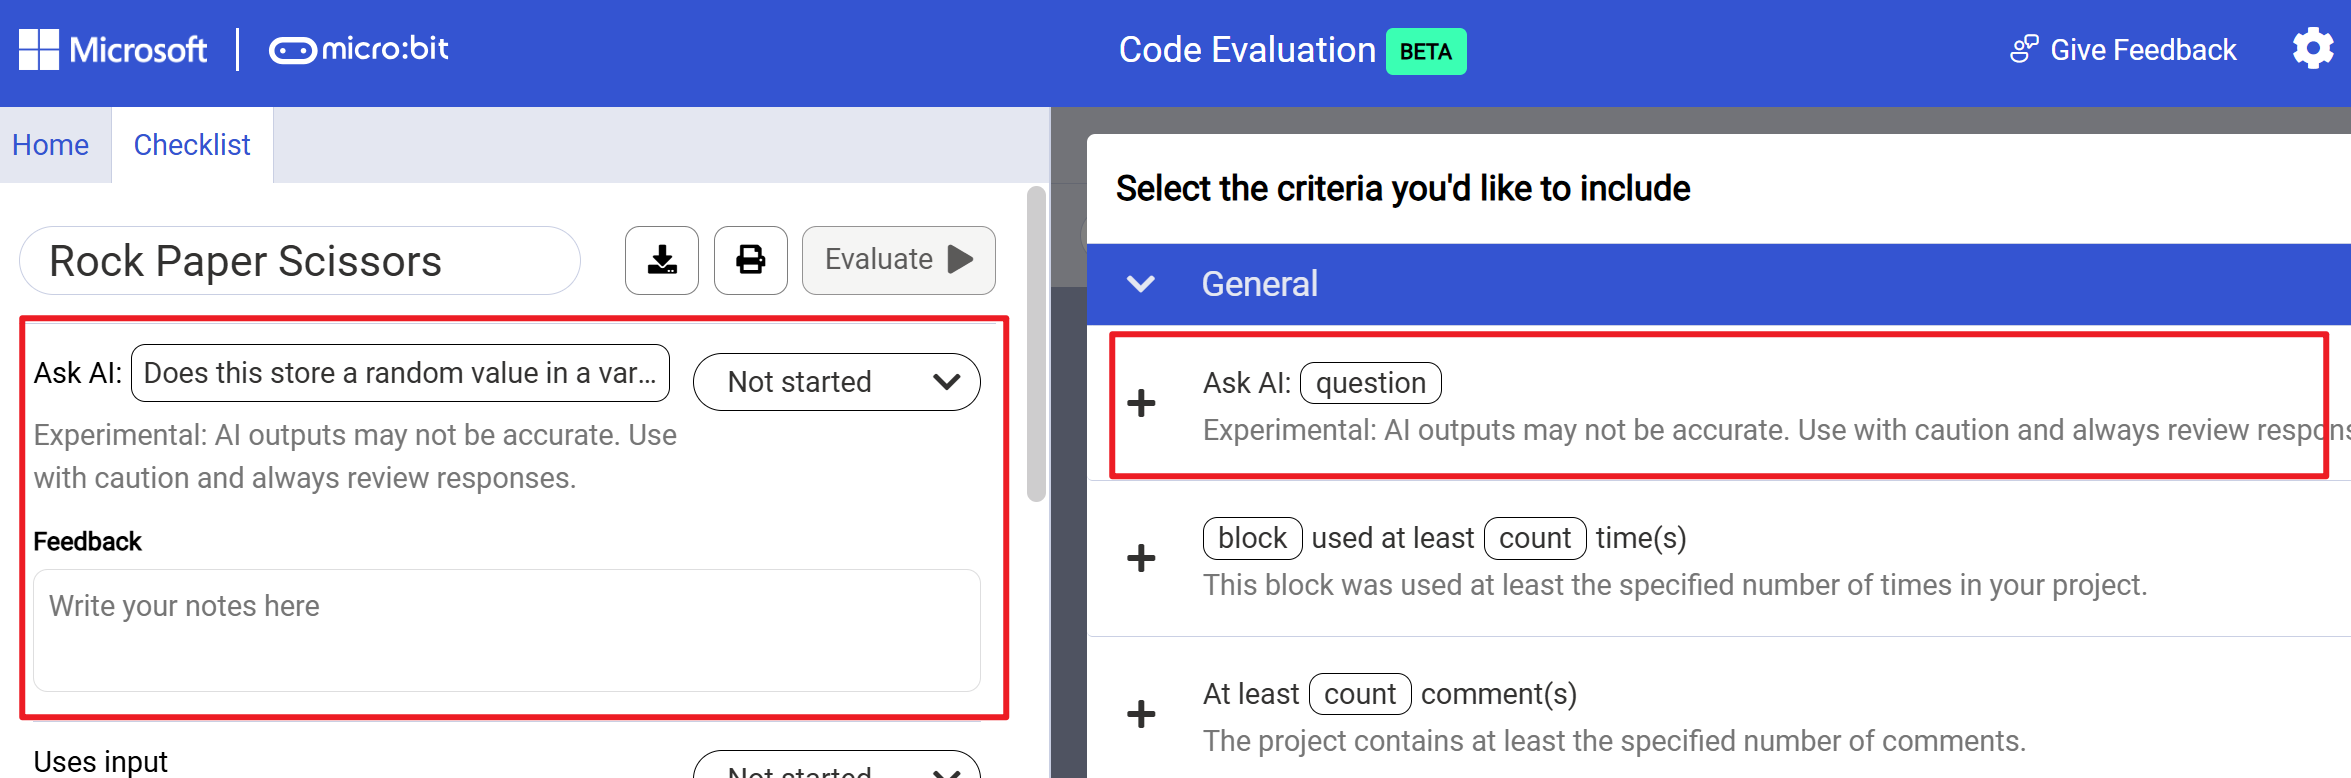 Microsoft | micro:bit
Code Evaluation BETA
Give Feedback
Home
Checklist
Rock Paper Scissors
Evaluate
Ask AI: Does this store a random value in a var...
Not started
Experimental: AI outputs may not be accurate. Use
with caution and always review responses.
Feedback
Write your notes here
Uses input
Not started
Select the criteria you'd like to include
General
Ask AI: question
Experimental: AI outputs may not be accurate. Use with caution and always review respons
block used at least count time(s)
This block was used at least the specified number of times in your project.
At least count comment(s)
The project contains at least the specified number of comments.